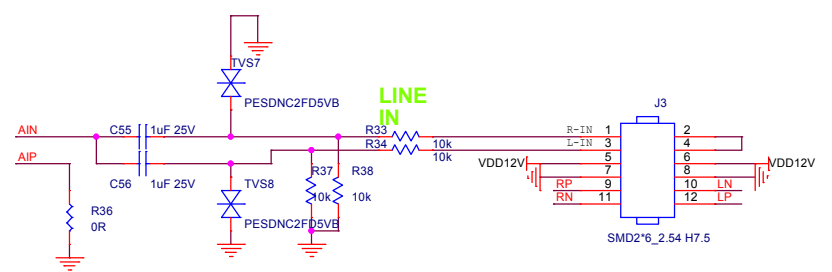 TVS7
PESDNC2FD5VB
LINE
IN
J3
AIN
C55
1uF 25V
R33
10k
R-IN
1
2
AIP
R34
10k
L-IN
3
4
VDD12V
5
6
VDD12V
C56
1uF 25V
TVS8
R37
R38
7
8
10k
10k
RP
9
10
LN
R36
0R
PESDNC2FD5VB
RN
11
12
LP
SMD2*6_2.54 H7.5